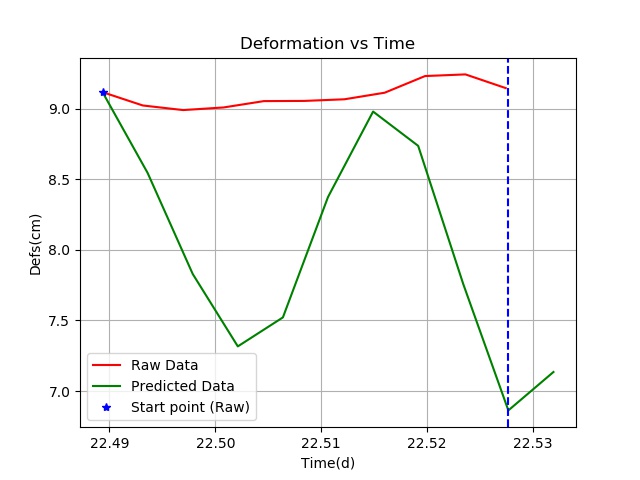 Deformation vs Time
Defs(cm)
9.0
8.5
8.0
7.5
7.0
Raw Data
Predicted Data
Start point (Raw)
22.49 22.50 22.51 22.52 22.53
Time(d)